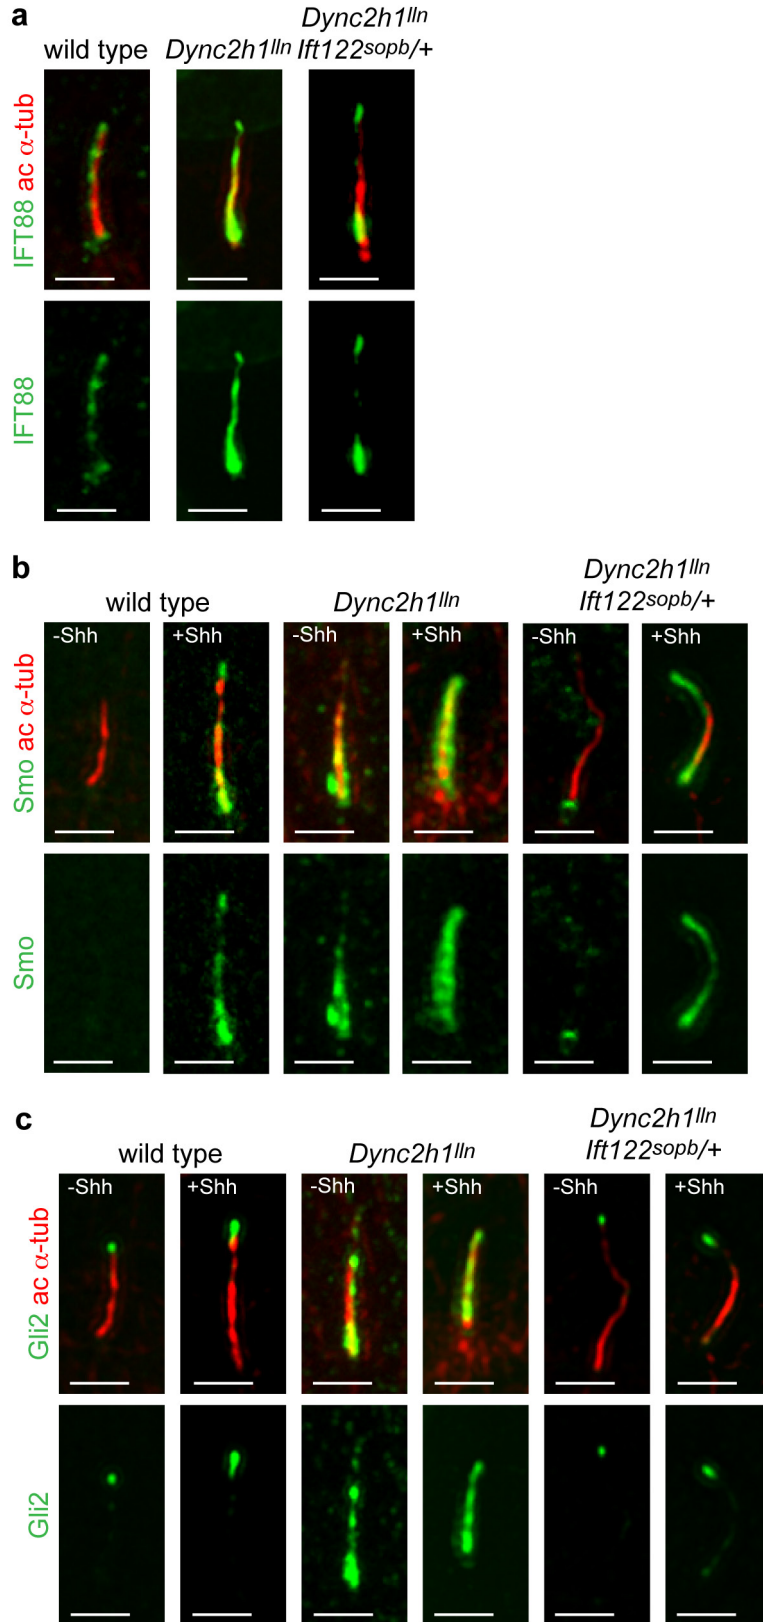 a
wild type
Dync2h1lln
Dync2h1lln
Ift122sopb/+
IFT88 ac α-tub
IFT88
b
wild type
Dync2h1lln
Dync2h1lln
Ift122sopb/+
-Shh
+Shh
-Shh
+Shh
-Shh
+Shh
Smo ac α-tub
Smo
c
wild type
Dync2h1lln
Dync2h1lln
Ift122sopb/+
-Shh
+Shh
-Shh
+Shh
-Shh
+Shh
Gli2 ac α-tub
Gli2